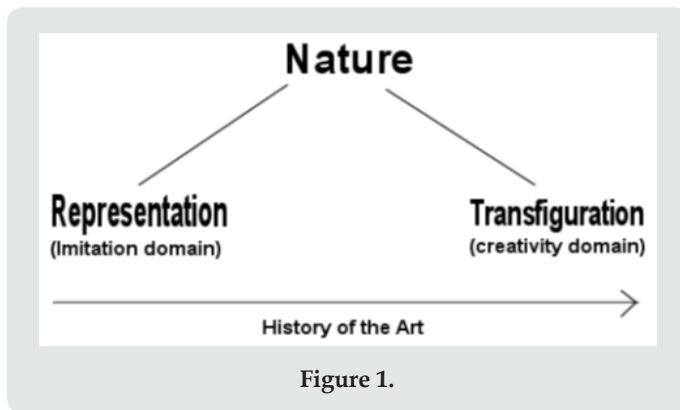 Nature
Representation Transfiguration
(Imitation domain) (creativity domain)
History of the Art
Figure 1.